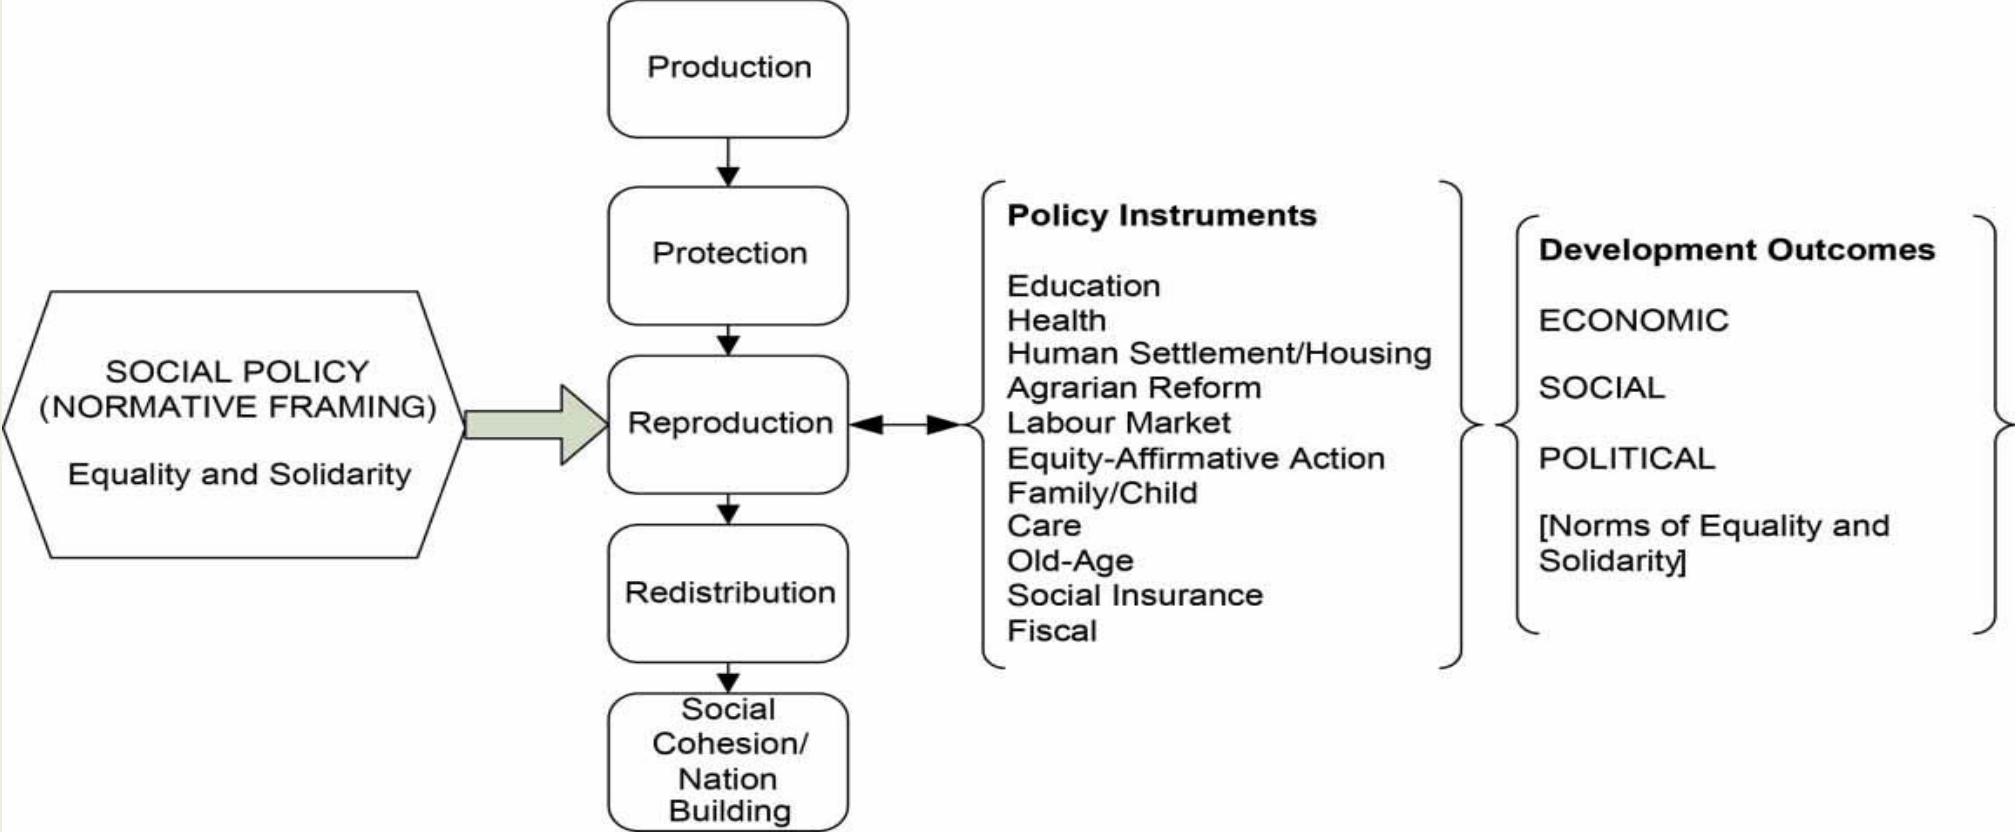 Production
Protection
SOCIAL POLICY
(NORMATIVE FRAMING)
Equality and Solidarity
Reproduction
Redistribution
Social
Cohesion/
Nation
Building
Policy Instruments
Education
Health
Human Settlement/Housing
Agrarian Reform
Labour Market
Equity-Affirmative Action
Family/Child
Care
Old-Age
Social Insurance
Fiscal
Development Outcomes
ECONOMIC
SOCIAL
POLITICAL
[Norms of Equality and
Solidarity]